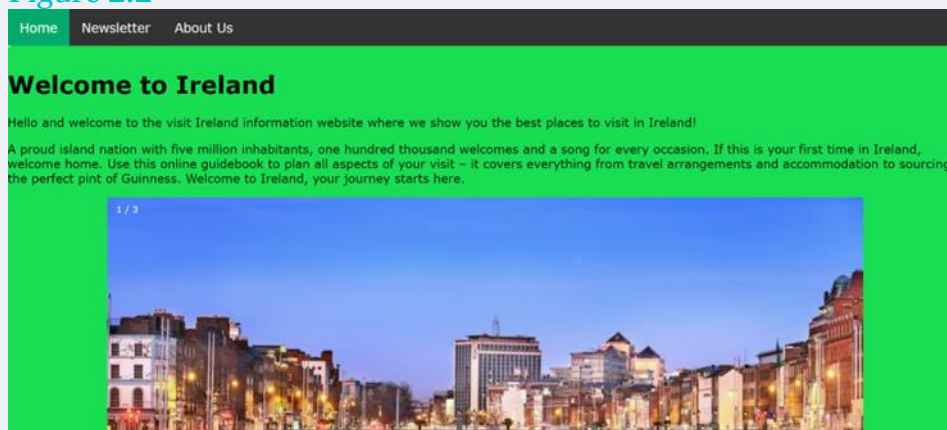 Figure 2.2
Home Newsletter About Us
Welcome to Ireland
Hello and welcome to the visit Ireland information website where we show you the best places to visit in Ireland!
A proud island nation with five million inhabitants, one hundred thousand welcomes and a song for every occasion. If this is your first time in Ireland,
welcome home. Use this online guidebook to plan all aspects of your visit – it covers everything from travel arrangements and accommodation to sourcing
the perfect pint of Guinness. Welcome to Ireland, your journey starts here.
1 / 3